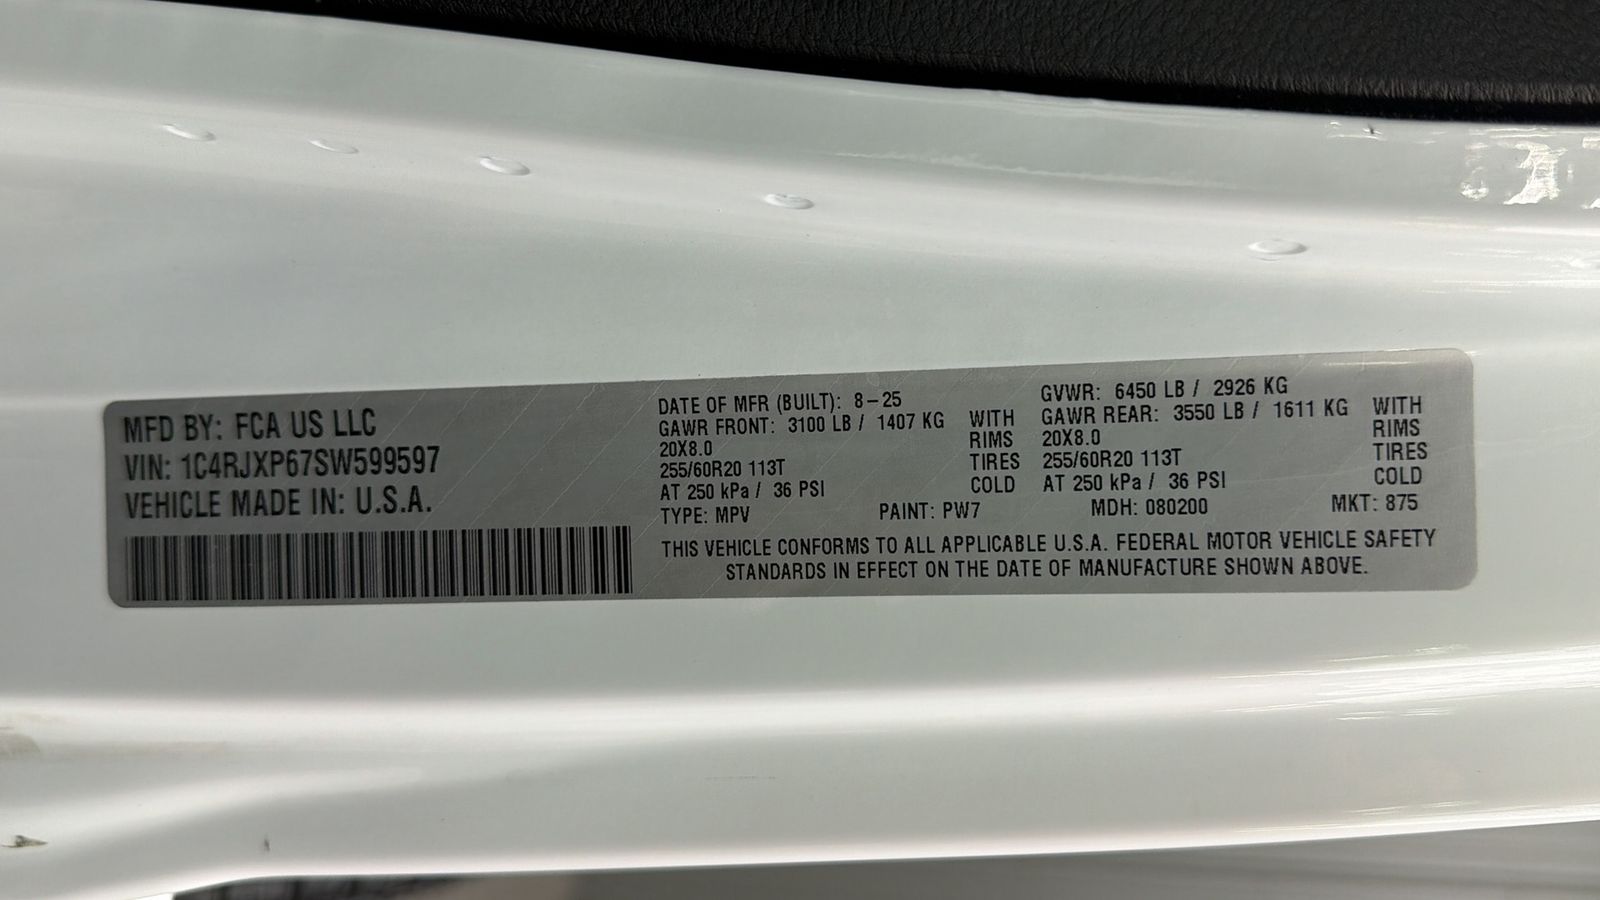 MFD BY: FCA US LLC
VIN: 1C4RJXP67SW599597
VEHICLE MADE IN: U.S.A.
DATE OF MFR (BUILT): 8-25
GAWR FRONT: 3100 LB / 1407 KG WITH
20X8.0 RIMS
255/60R20 113T TIRES
AT 250 kPa / 36 PSI COLD
GVWR: 6450 LB / 2926 KG
GAWR REAR: 3550 LB / 1611 KG WITH
20X8.0 RIMS
255/60R20 113T TIRES
AT 250 kPa / 36 PSI COLD
TYPE: MPV PAINT: PW7 MDH: 080200 MKT: 875
THIS VEHICLE CONFORMS TO ALL APPLICABLE U.S.A. FEDERAL MOTOR VEHICLE SAFETY
STANDARDS IN EFFECT ON THE DATE OF MANUFACTURE SHOWN ABOVE.